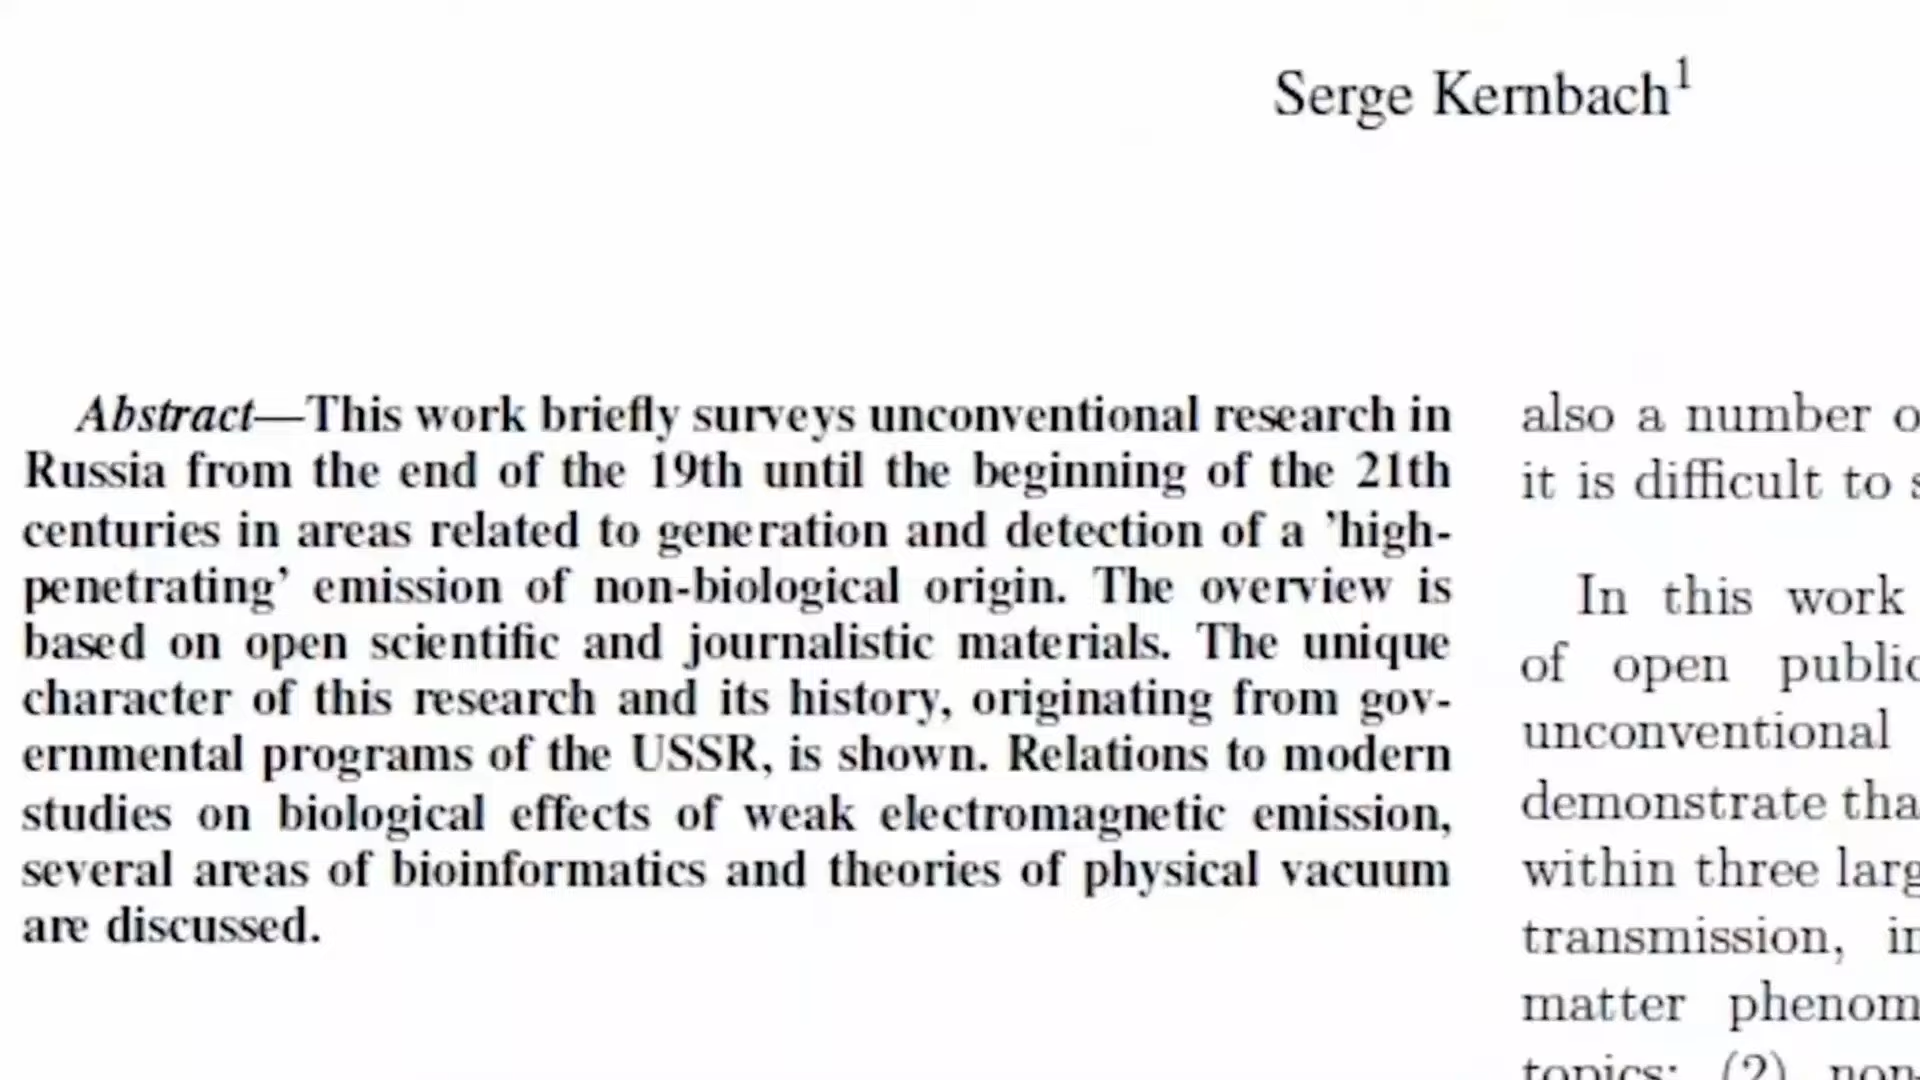 Serge Kernbach1
Abstract—This work briefly surveys unconventional research in
Russia from the end of the 19th until the beginning of the 21th
centuries in areas related to generation and detection of a ’high-
penetrating’ emission of non-biological origin. The overview is
based on open scientific and journalistic materials. The unique
character of this research and its history, originating from gov-
ernmental programs of the USSR, is shown. Relations to modern
studies on biological effects of weak electromagnetic emission,
several areas of bioinformatics and theories of physical vacuum
are discussed.
also a number
it is difficult to
In this work
of open
unconventional
demonstrate
within three
transmission,
matter
topics: (2)